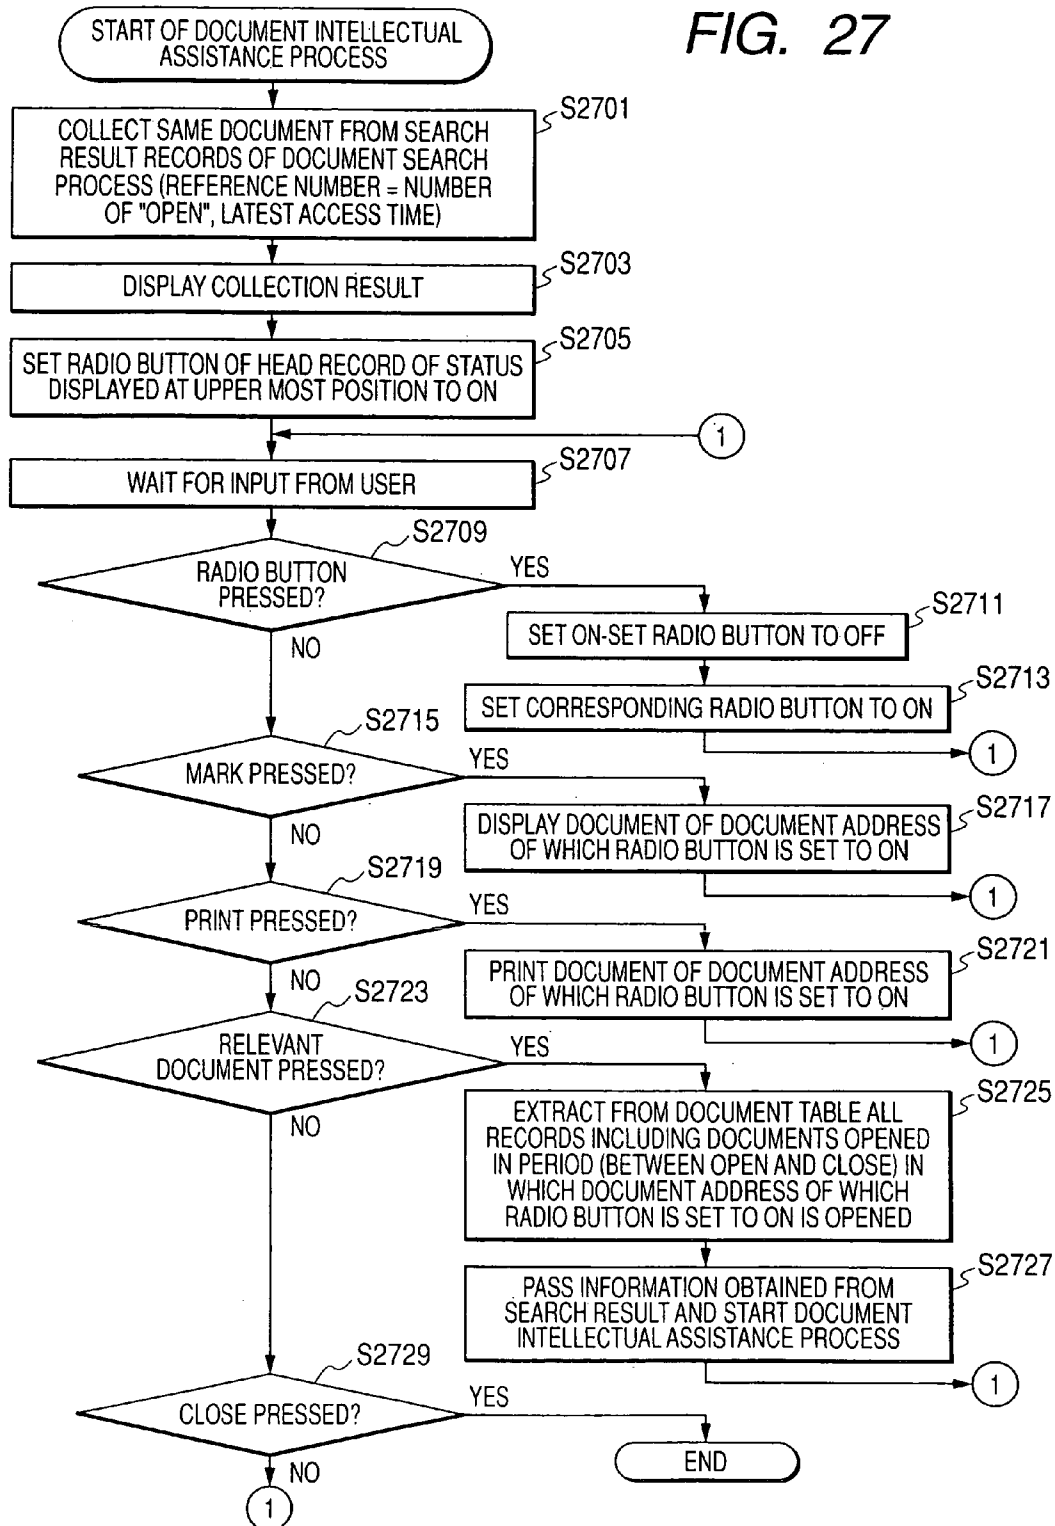 FIG. 27
START OF DOCUMENT INTELLECTUAL
ASSISTANCE PROCESS
S2701
COLLECT SAME DOCUMENT FROM SEARCH
RESULT RECORDS OF DOCUMENT SEARCH
PROCESS (REFERENCE NUMBER = NUMBER
OF "OPEN", LATEST ACCESS TIME)
S2703
DISPLAY COLLECTION RESULT
S2705
SET RADIO BUTTON OF HEAD RECORD OF STATUS
DISPLAYED AT UPPER MOST POSITION TO ON
1
S2707
WAIT FOR INPUT FROM USER
S2709
RADIO BUTTON
PRESSED?
YES
NO
S2711
SET ON-SET RADIO BUTTON TO OFF
S2713
SET CORRESPONDING RADIO BUTTON TO ON
1
S2715
MARK PRESSED?
YES
NO
S2717
DISPLAY DOCUMENT OF DOCUMENT ADDRESS
OF WHICH RADIO BUTTON IS SET TO ON
1
S2719
PRINT PRESSED?
YES
NO
S2721
PRINT DOCUMENT OF DOCUMENT ADDRESS
OF WHICH RADIO BUTTON IS SET TO ON
1
S2723
RELEVANT
DOCUMENT PRESSED?
YES
NO
S2725
EXTRACT FROM DOCUMENT TABLE ALL
RECORDS INCLUDING DOCUMENTS OPENED
IN PERIOD (BETWEEN OPEN AND CLOSE) IN
WHICH DOCUMENT ADDRESS OF WHICH
RADIO BUTTON IS SET TO ON IS OPENED
S2727
PASS INFORMATION OBTAINED FROM
SEARCH RESULT AND START DOCUMENT
INTELLECTUAL ASSISTANCE PROCESS
1
S2729
CLOSE PRESSED?
YES
NO
END
1